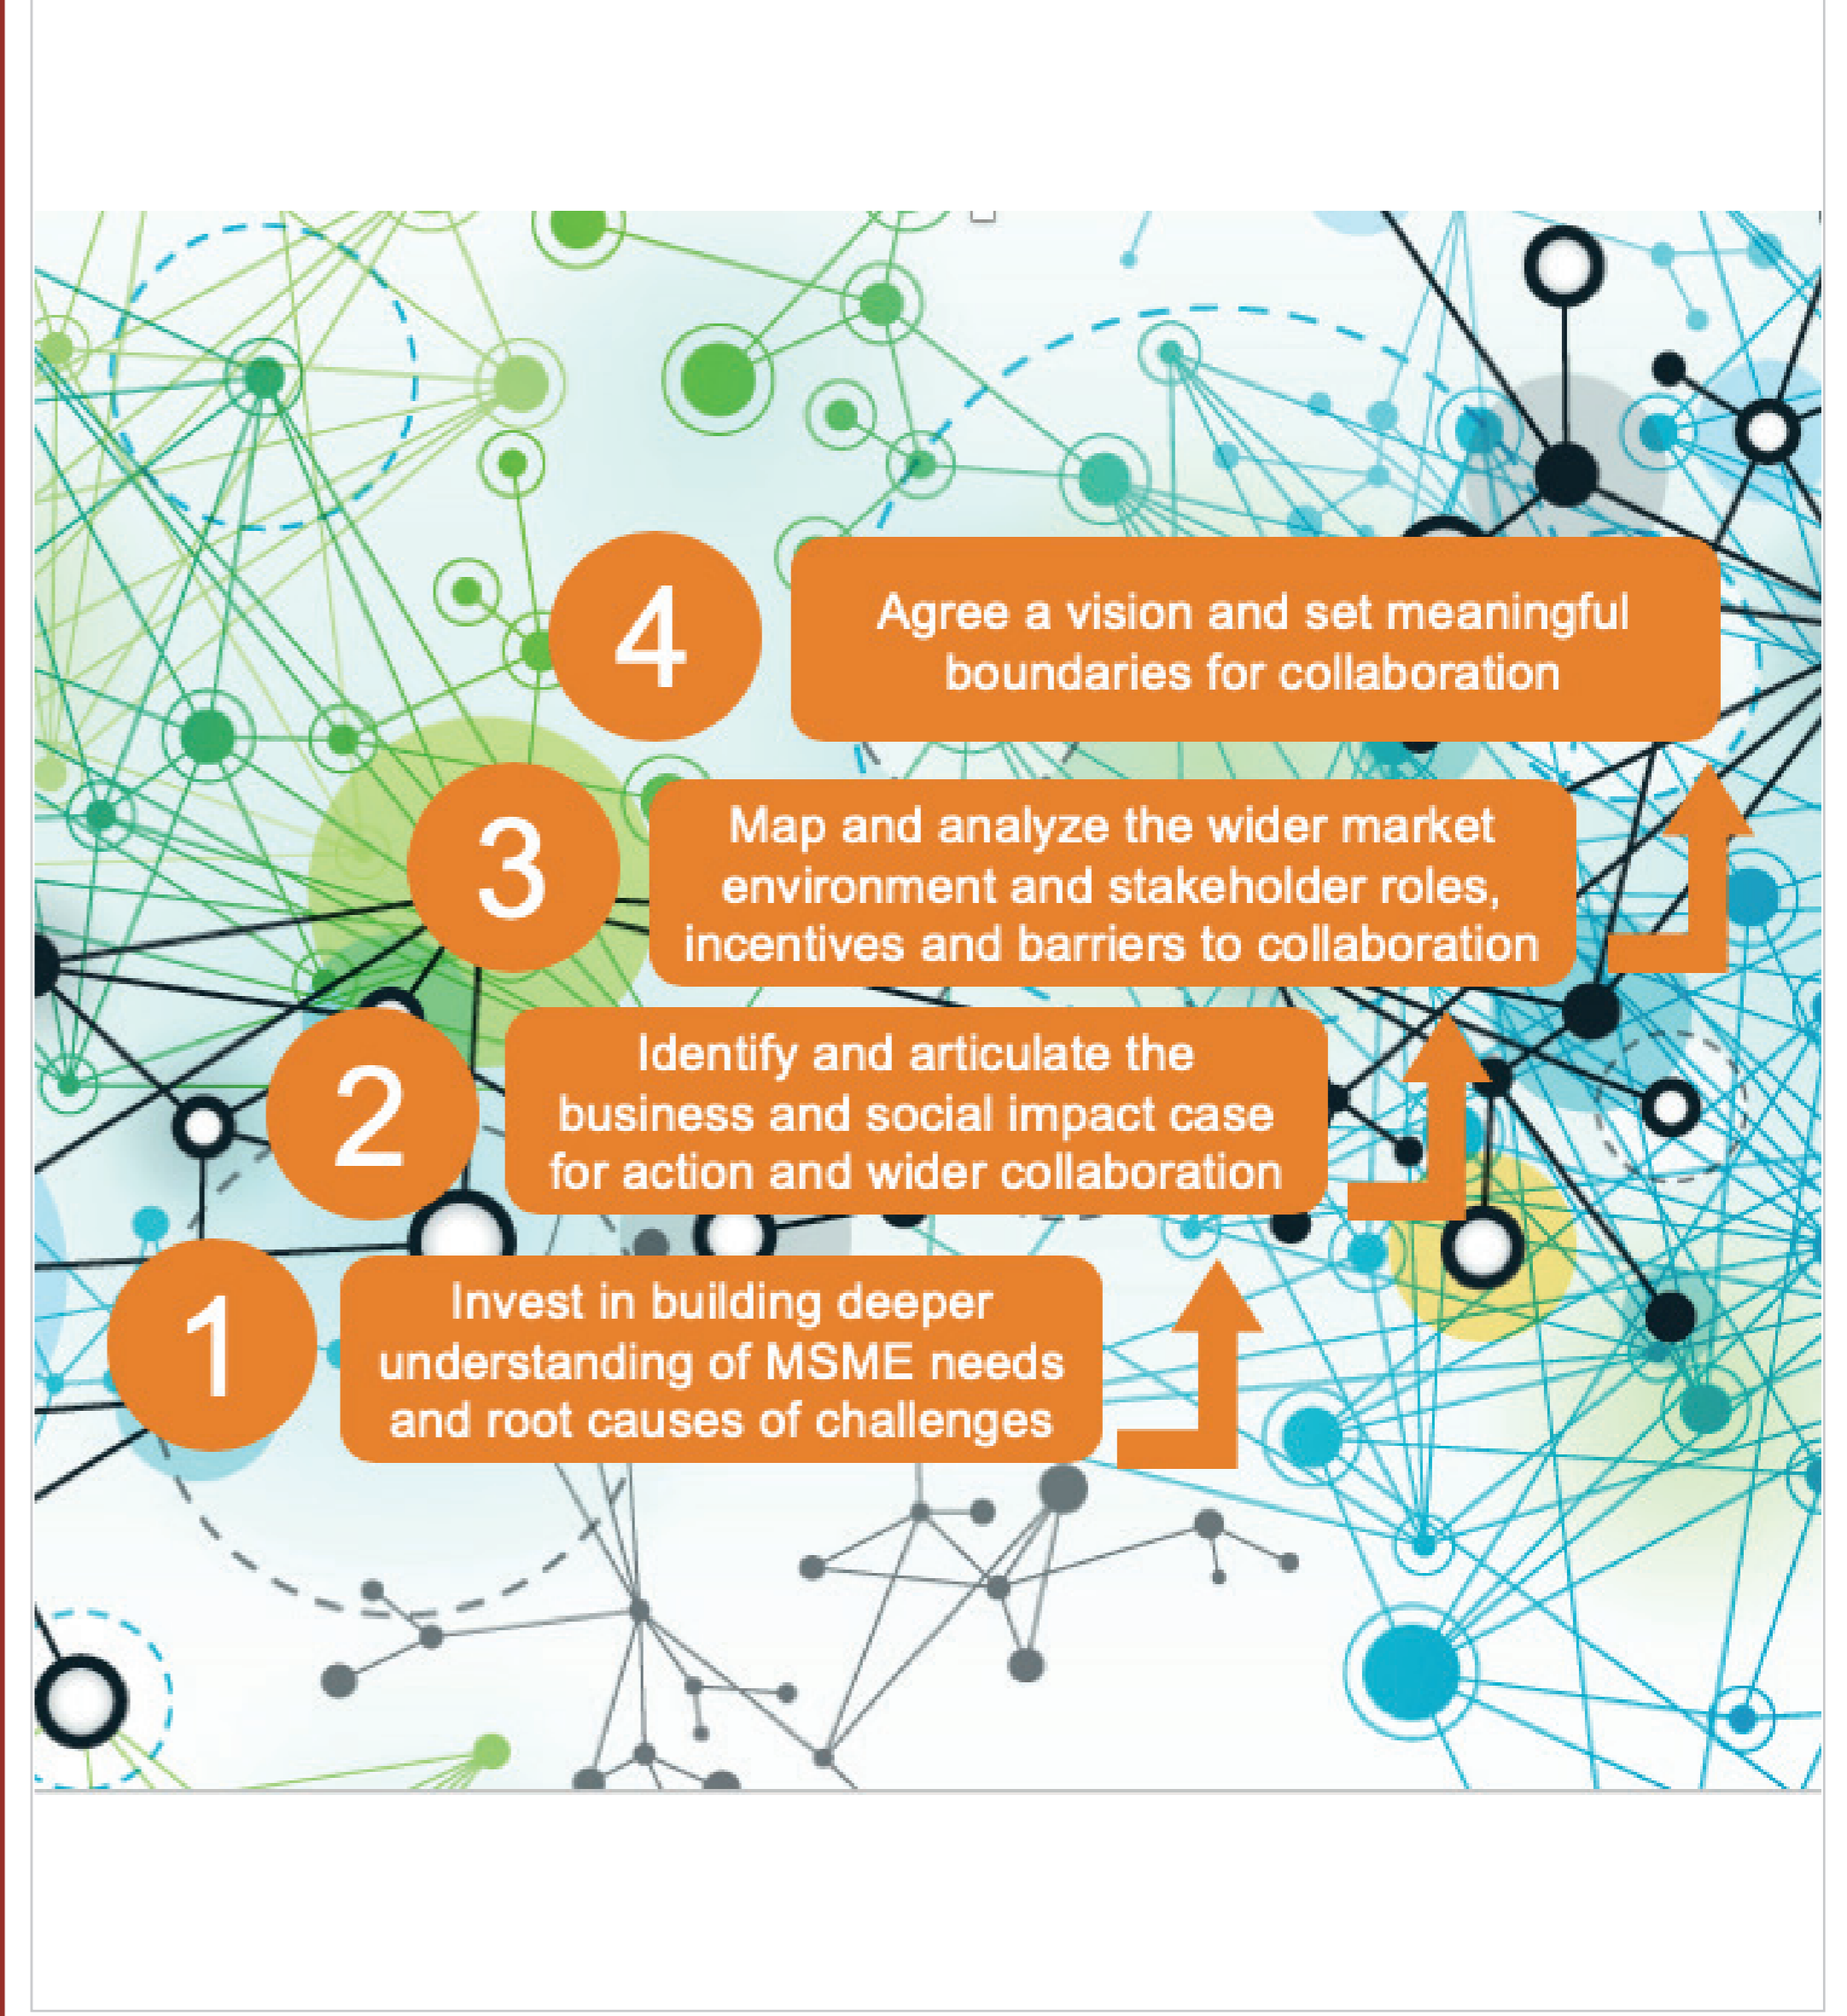 4
Agree a vision and set meaningful
boundaries for collaboration
3
Map and analyze the wider market
environment and stakeholder roles,
incentives and barriers to collaboration
2
Identify and articulate the
business and social impact case
for action and wider collaboration
1
Invest in building deeper
understanding of MSME needs
and root causes of challenges